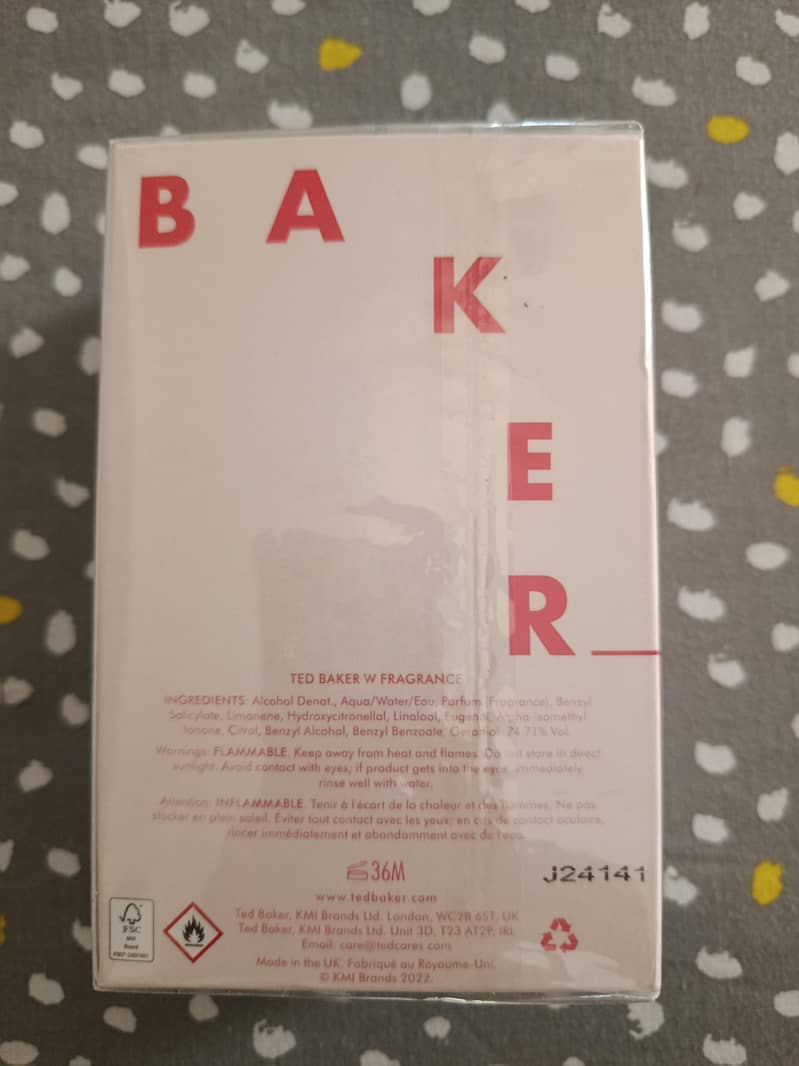 B A
K
E
R_
TED BAKER W FRAGRANCE
INGREDIENTS: Alcohol Denat., Aqua/Water/Eau, Parfum (Fragrance), Benzyl
Salicylate, Limonene, Hydroxycitronellal, Linalool, Eugenol, Alpha-Isomethyl
Ionone, Citral, Benzyl Alcohol, Benzyl Benzoate, Geraniol. 74.71% Vol.
Warnings: FLAMMABLE. Keep away from heat and flames. Do not store in direct
sunlight. Avoid contact with eyes; if product gets into the eyes, immediately
rinse well with water.
Attention: INFLAMMABLE. Tenir à l'écart de la chaleur et des flammes. Ne pas
stocker en plein saleil. Éviter tout contact avec les yeux; en cas de contact oculaire,
rincer immédiatement et abondamment avec de l'eau.
36M
J24141
www.tedbaker.com
Ted Baker, KMI Brands Ltd. London, WC2B 6ST, UK
Ted Baker, KMI Brands Ltd. Unit 3D, T23 AT2P, IRL
Email: care@tedcares.com
Made in the UK. Fabriqué au Royaume-Uni.
© KMI Brands 2022.
FSC
MIX
Board